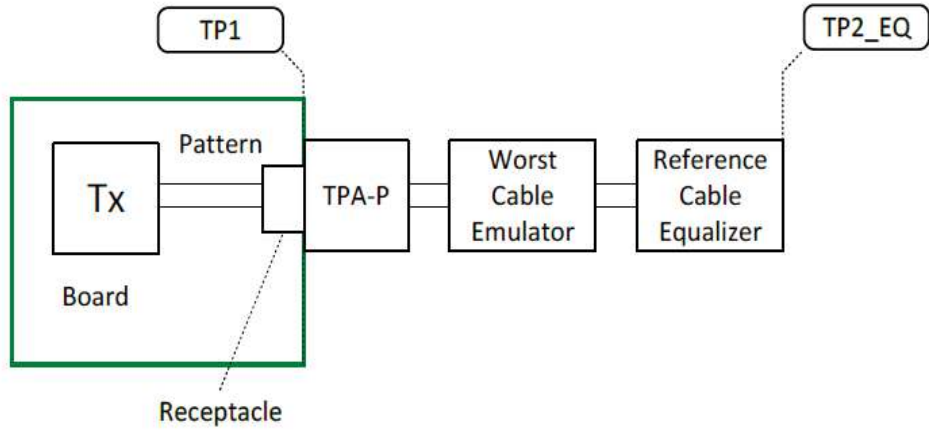 TP1
TP2_EQ
Pattern
Tx
TPA-P
Worst
Cable
Emulator
Reference
Cable
Equalizer
Board
Receptacle